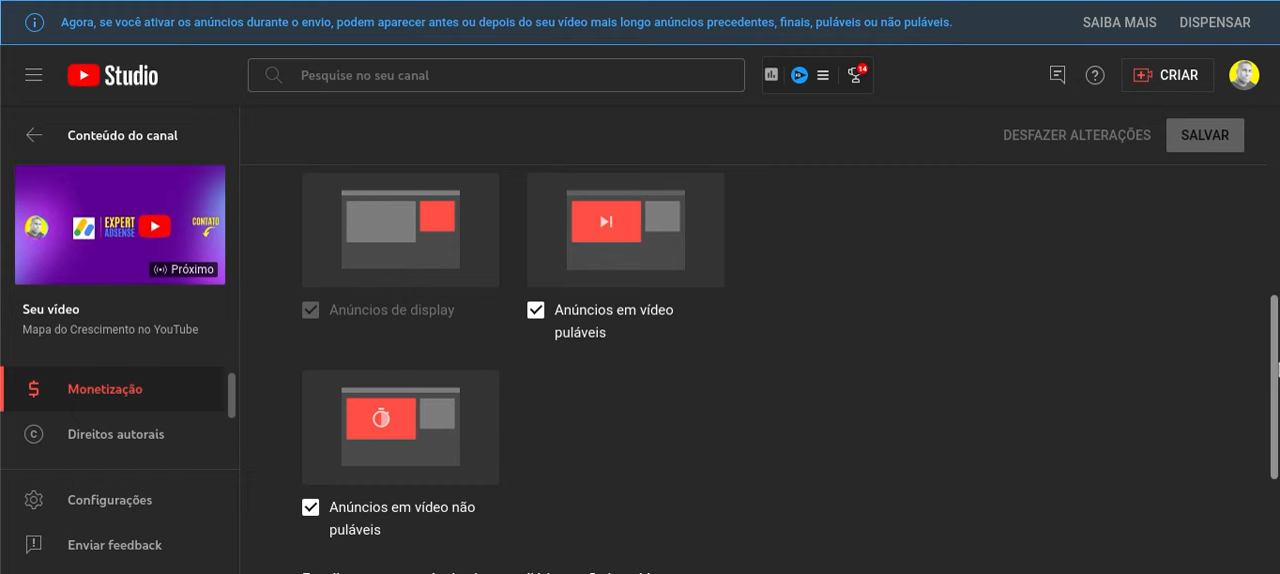 Agora, se você ativar os anúncios durante o envio, podem aparecer antes ou depois do seu vídeo mais longo anúncios precedentes, finais, puláveis ou não puláveis.
SAIBA MAIS
DISPENSAR
Studio
Pesquise no seu canal
14
CRIAR
Conteúdo do canal
DESFAZER ALTERAÇÕES
SALVAR
EXPERT
ADSENSE
CONTATO
Próximo
Seu vídeo
Mapa do Crescimento no YouTube
Monetização
Direitos autorais
Configurações
Enviar feedback
Anúncios de display
Anúncios em vídeo
puláveis
Anúncios em vídeo não
puláveis